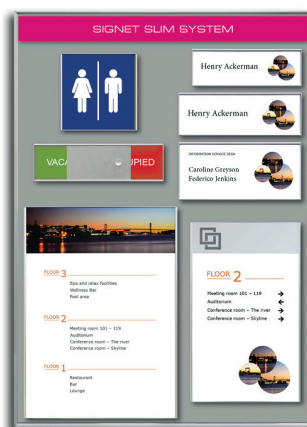 SIGNET SLIM SYSTEM
Henry Ackerman
Henry Ackerman
VACA
UPIED
INFORMATION SERVICE DESK
Caroline Greyson
Federico Jenkins
FLOOR 3
Spa and relax facilities
Wellness Bar
Foot area
FLOOR 2
Meeting room 101 - 119
Auditorium
Conference room - The river
Conference room - Skyline
FLOOR 1
Restaurant
Bar
Lounge
FLOOR 2
Meeting room 101 - 119 →
Auditorium ←
Conference room - The river →
Conference room - Skyline →